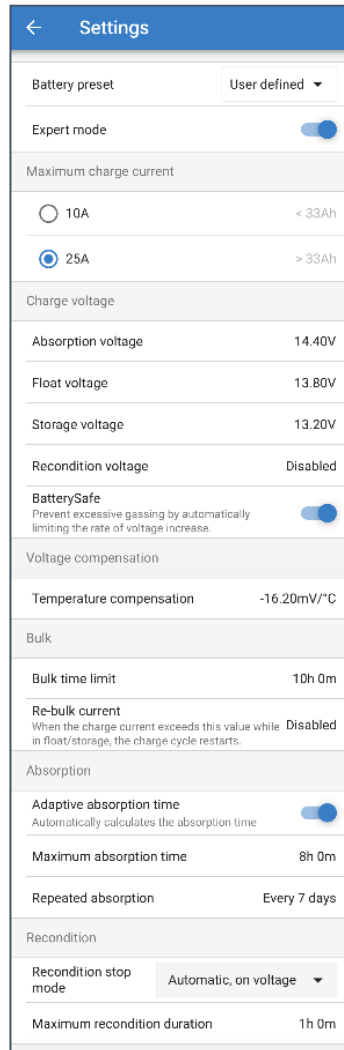 Settings
Battery preset User defined
Expert mode
Maximum charge current
10A < 33Ah
25A > 33Ah
Charge voltage
Absorption voltage 14.40V
Float voltage 13.80V
Storage voltage 13.20V
Recondition voltage Disabled
BatterySafe
Prevent excessive gassing by automatically
limiting the rate of voltage increase.
Voltage compensation
Temperature compensation -16.20mV/°C
Bulk
Bulk time limit 10h 0m
Re-bulk current
When the charge current exceeds this value while Disabled
in float/storage, the charge cycle restarts.
Absorption
Adaptive absorption time
Automatically calculates the absorption time
Maximum absorption time 8h 0m
Repeated absorption Every 7 days
Recondition
Recondition stop
mode Automatic, on voltage
Maximum recondition duration 1h 0m